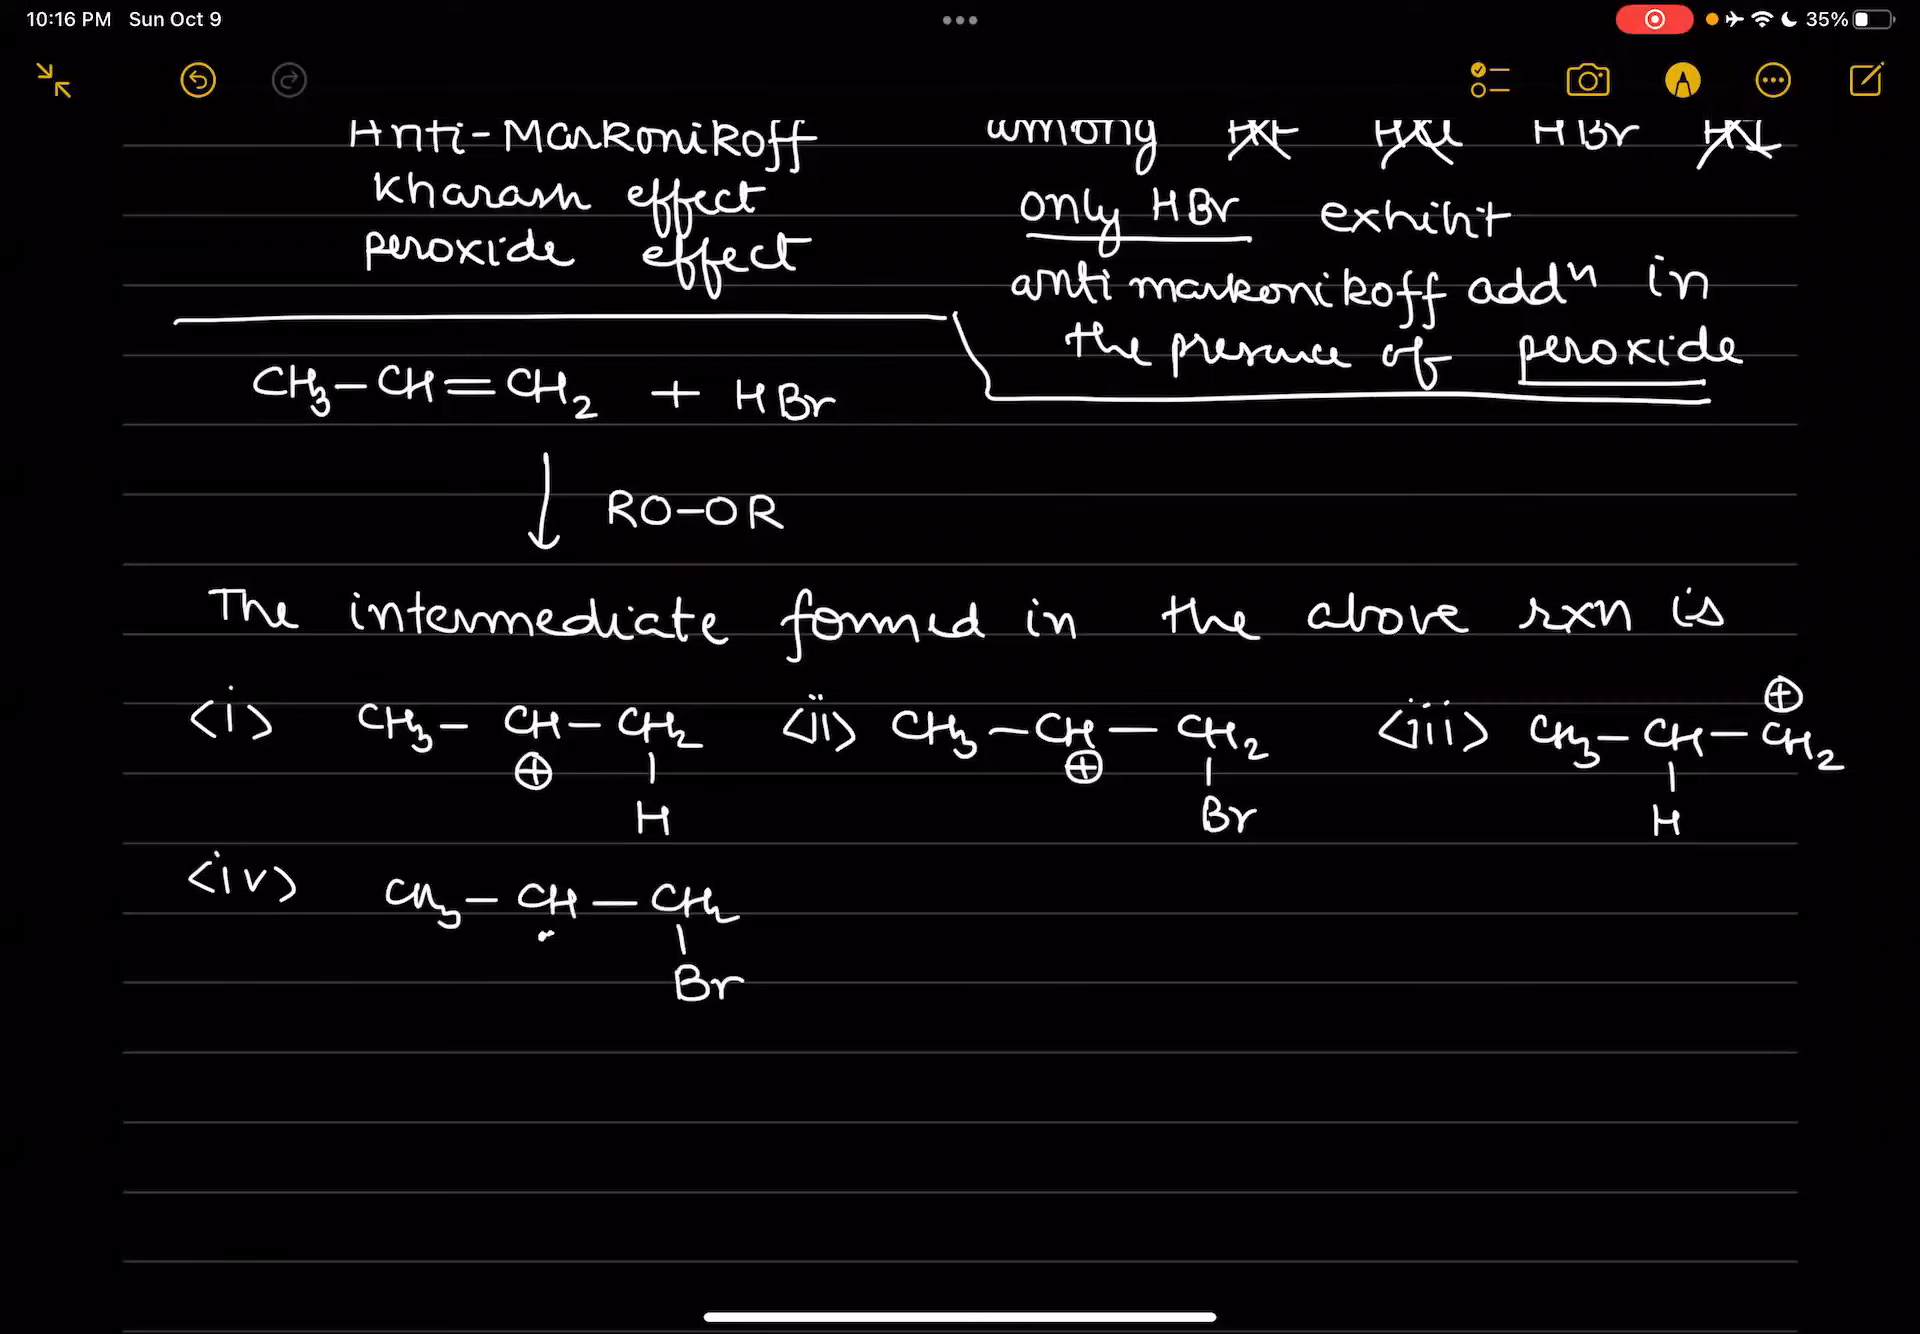 10:16 PM Sun Oct 9
35%
Anti-Markonikoff
Kharash effect
peroxide effect
among HBr
only HBr exhibit
anti markonikoff addⁿ in
the presence of peroxide
CH₃-CH=CH₂ + HBr
↓ RO-OR
The intermediate formed in the above rxn is
<i> CH₃-CH-CH₂ <ii> CH₃-CH-CH₂ <iii> CH₃-CH-CH₂
⊕ ⊕ ⊕
H Br H
<iv> CH₃-CH-CH₂
Br